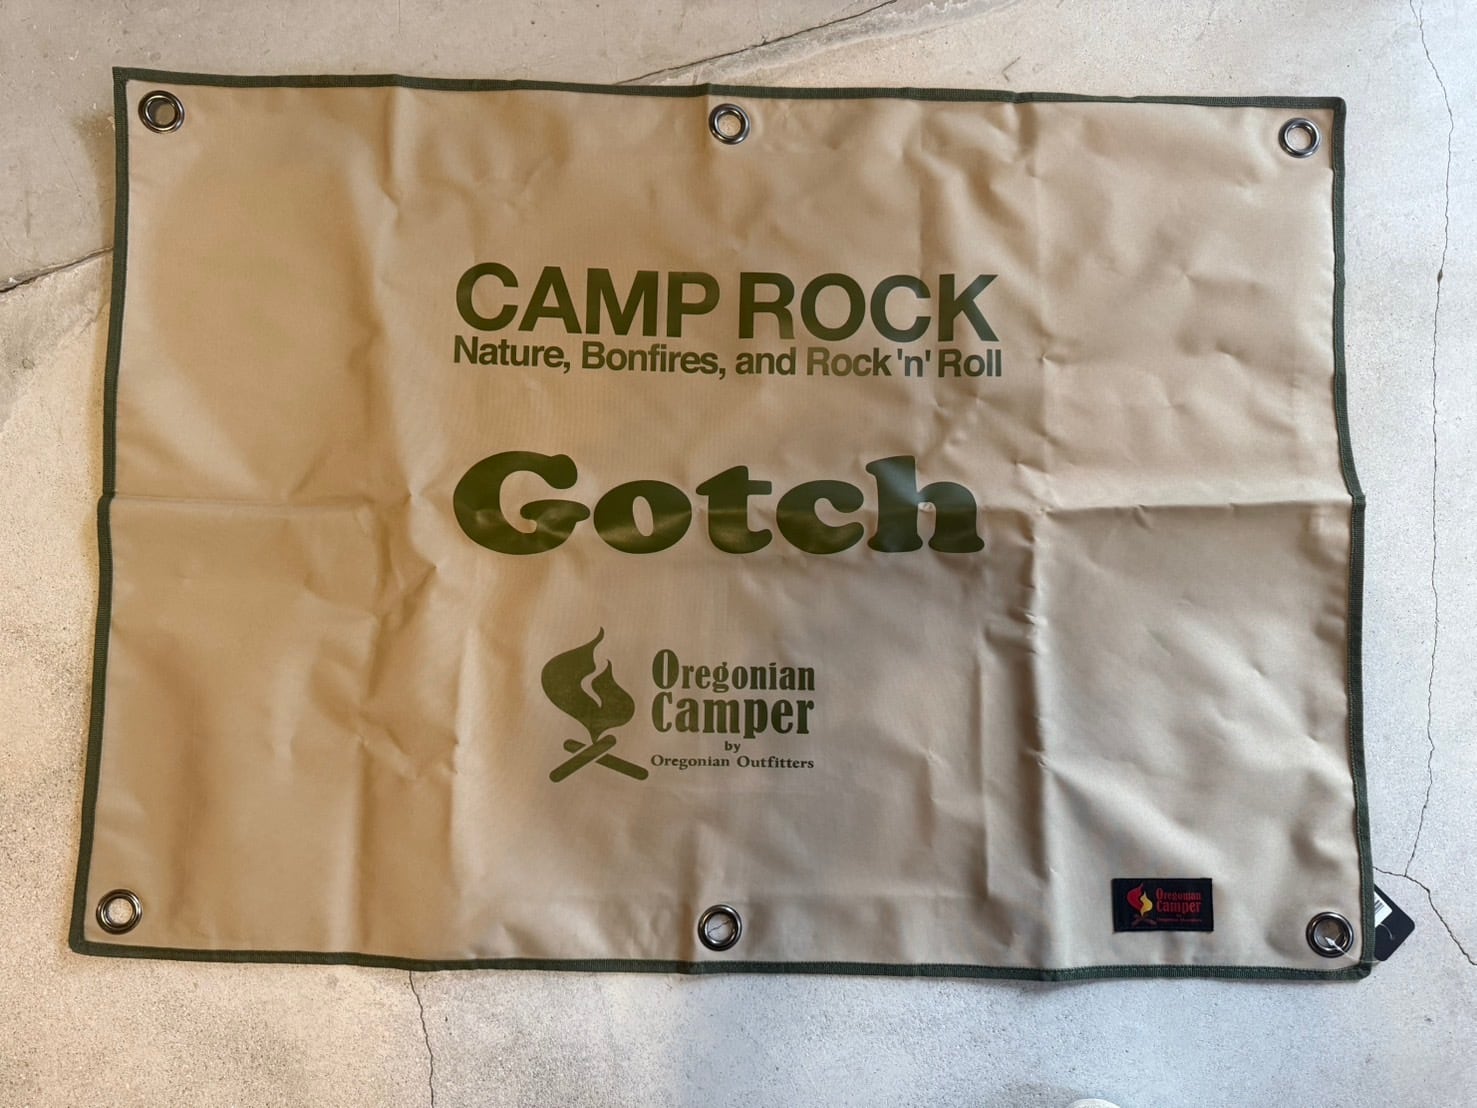 CAMP ROCK
Nature, Bonfires, and Rock 'n' Roll
Gotch
Oregonian
Camper
by
Oregonian Outfitters
Oregonian
Camper